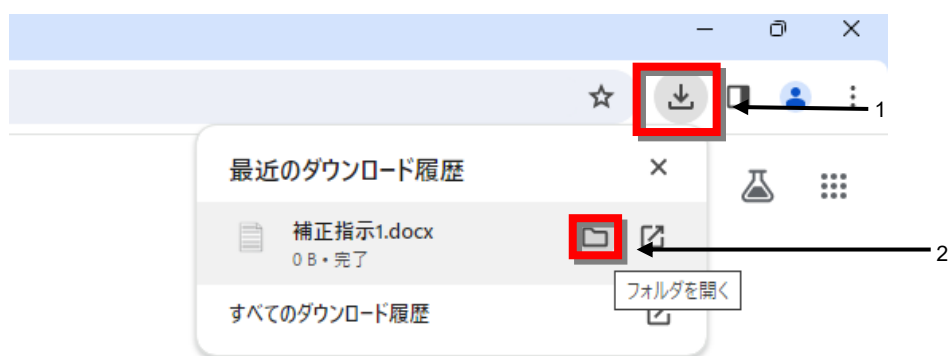 1
最近のダウンロード履歴
補正指示1.docx
0 B • 完了
2
フォルダを開く
すべてのダウンロード履歴